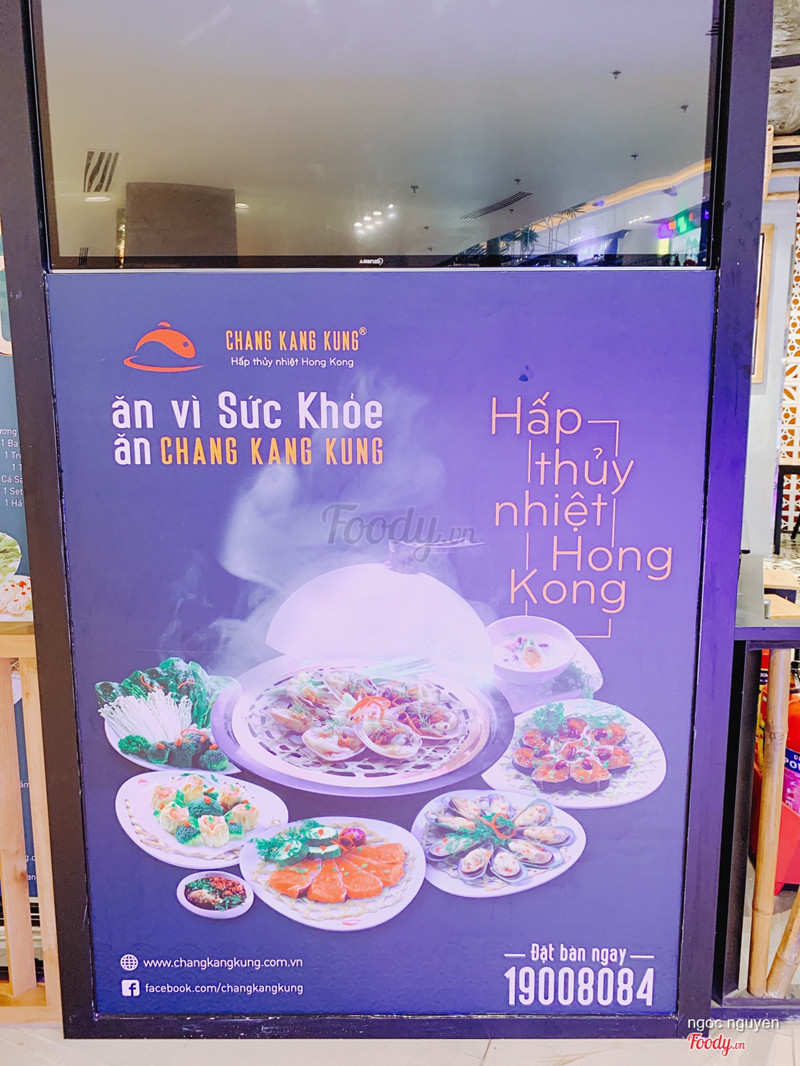 CHANG KANG KUNG®
Hấp thủy nhiệt Hong Kong
ăn vì Sức Khỏe
ăn CHANG KANG KUNG
Hấp
thủy
nhiệt
Hong
Kong
Foody.vn
www.changkangkung.com.vn
facebook.com/changkangkung
Đặt bàn ngay
19008084
ngọc nguyen
Foody.vn